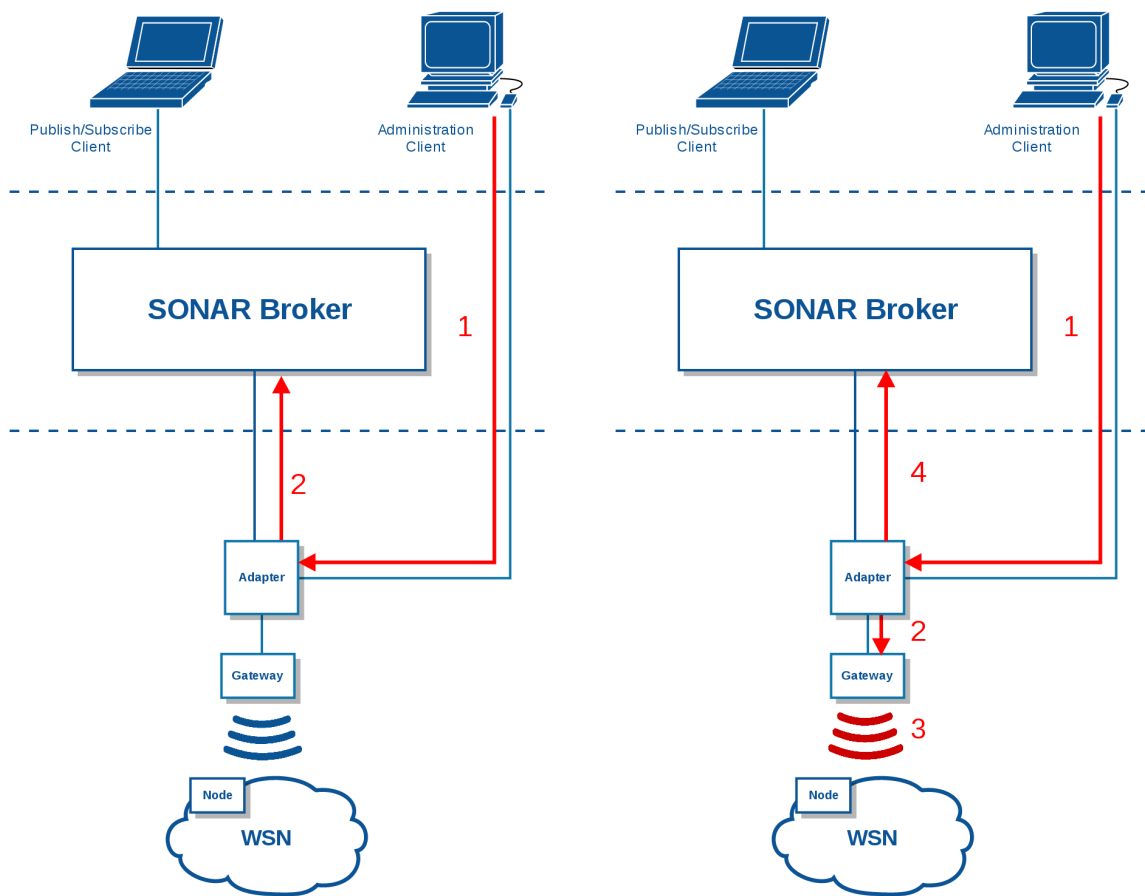 Publish/Subscribe
Client
Administration
Client
SONAR Broker
1
2
Adapter
Gateway
Node
WSN
Publish/Subscribe
Client
Administration
Client
SONAR Broker
1
4
Adapter
2
Gateway
3
Node
WSN